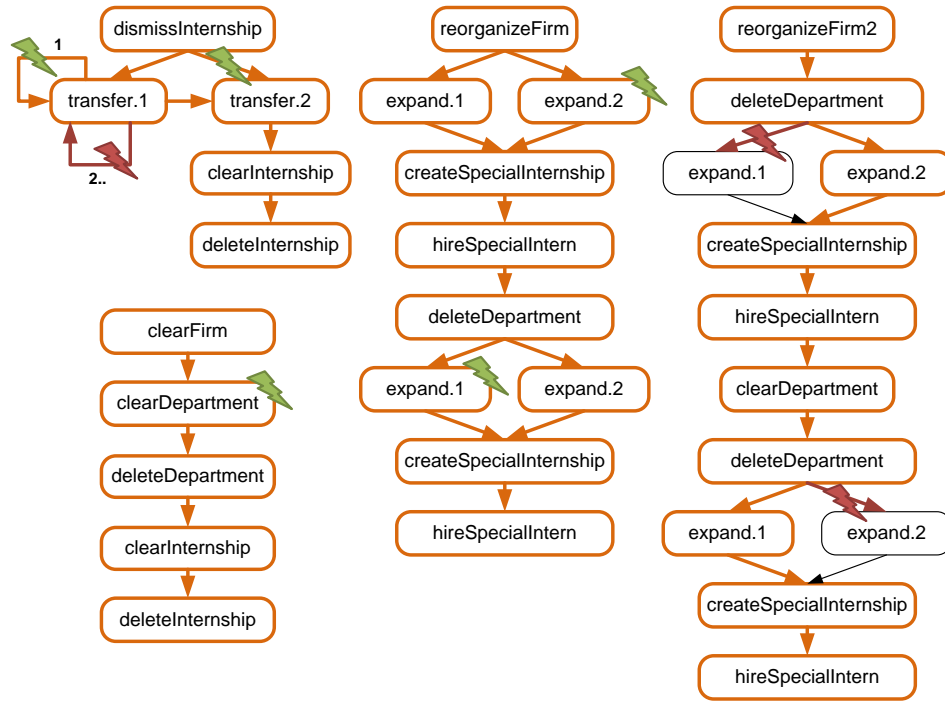 dismissInternship
1
transfer.1
transfer.2
2..
clearInternship
deleteInternship
clearFirm
clearDepartment
deleteDepartment
clearInternship
deleteInternship
reorganizeFirm
expand.1
expand.2
createSpecialInternship
hireSpecialIntern
deleteDepartment
expand.1
expand.2
createSpecialInternship
hireSpecialIntern
reorganizeFirm2
deleteDepartment
expand.1
expand.2
createSpecialInternship
hireSpecialIntern
clearDepartment
deleteDepartment
expand.1
expand.2
createSpecialInternship
hireSpecialIntern